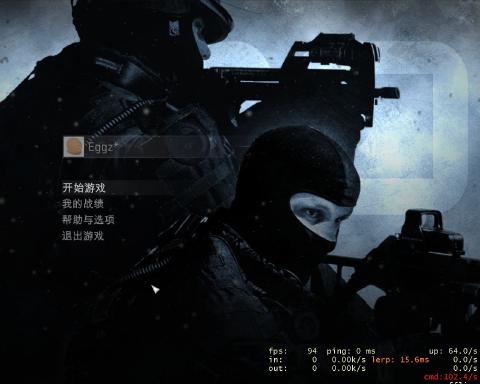 Eggz
开始游戏
我的战绩
帮助与选项
退出游戏
fps: 94 ping: 0 ms up: 64.0/s
in: 0 0.00k/s lerp: 15.6ms 0.0/s
out: 0 0.00k/s 0.0/s
cmd:102.4/s